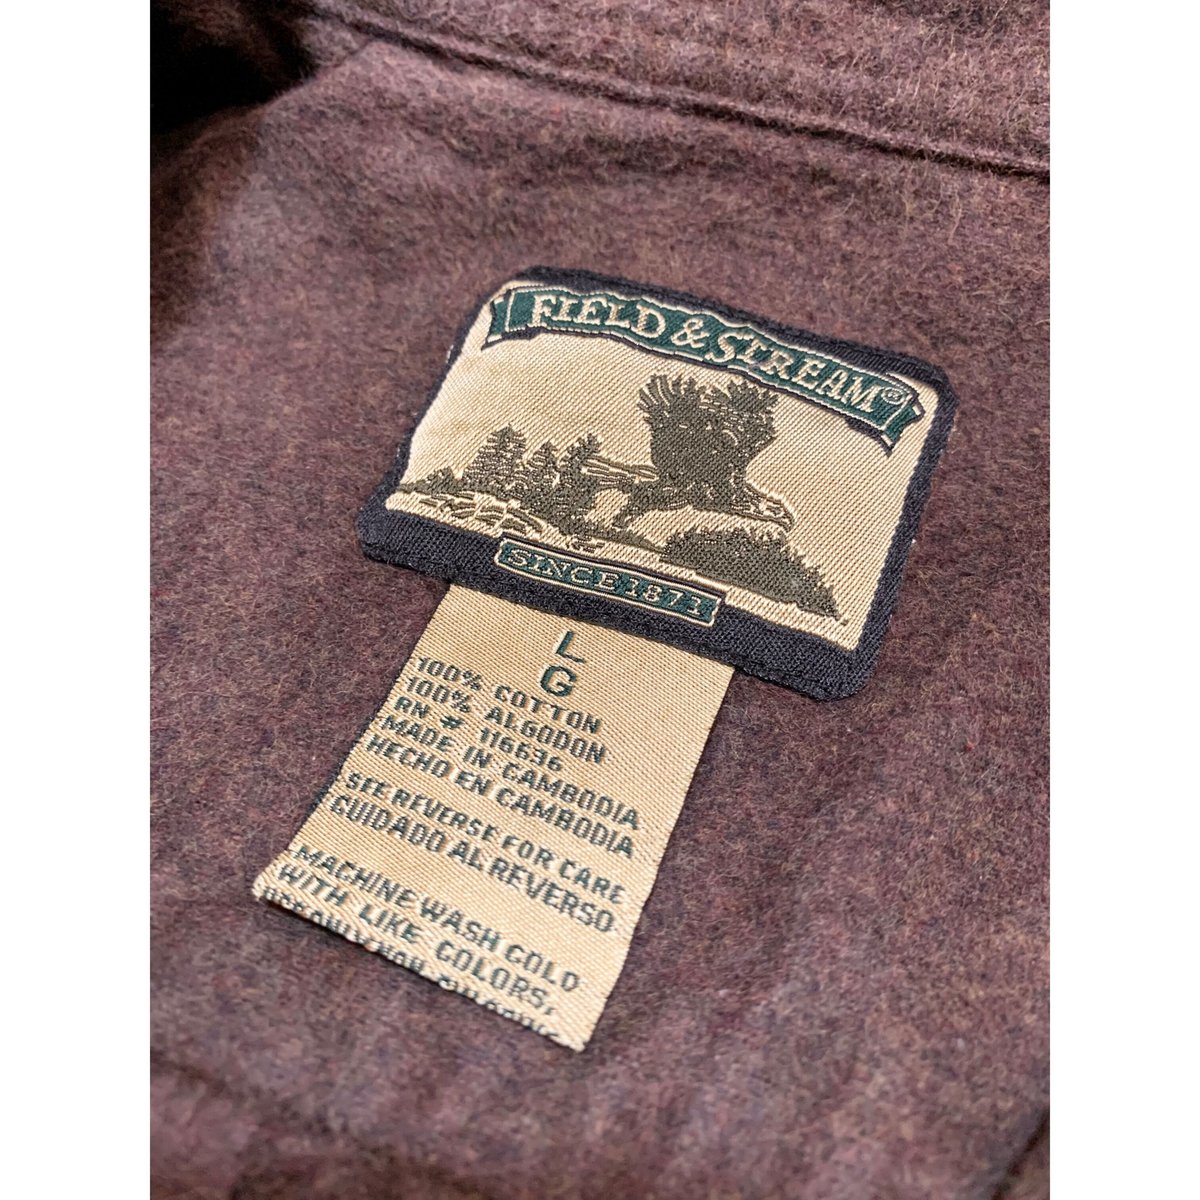 FIELD & STREAM®
SINCE 1871
L
G
100% COTTON
100% ALGODON
RN # 116636
MADE IN CAMBODIA
HECHO EN CAMBODIA
SEE REVERSE FOR CARE
CUIDADO AL REVERSO
MACHINE WASH COLD
WITH LIKE COLORS,